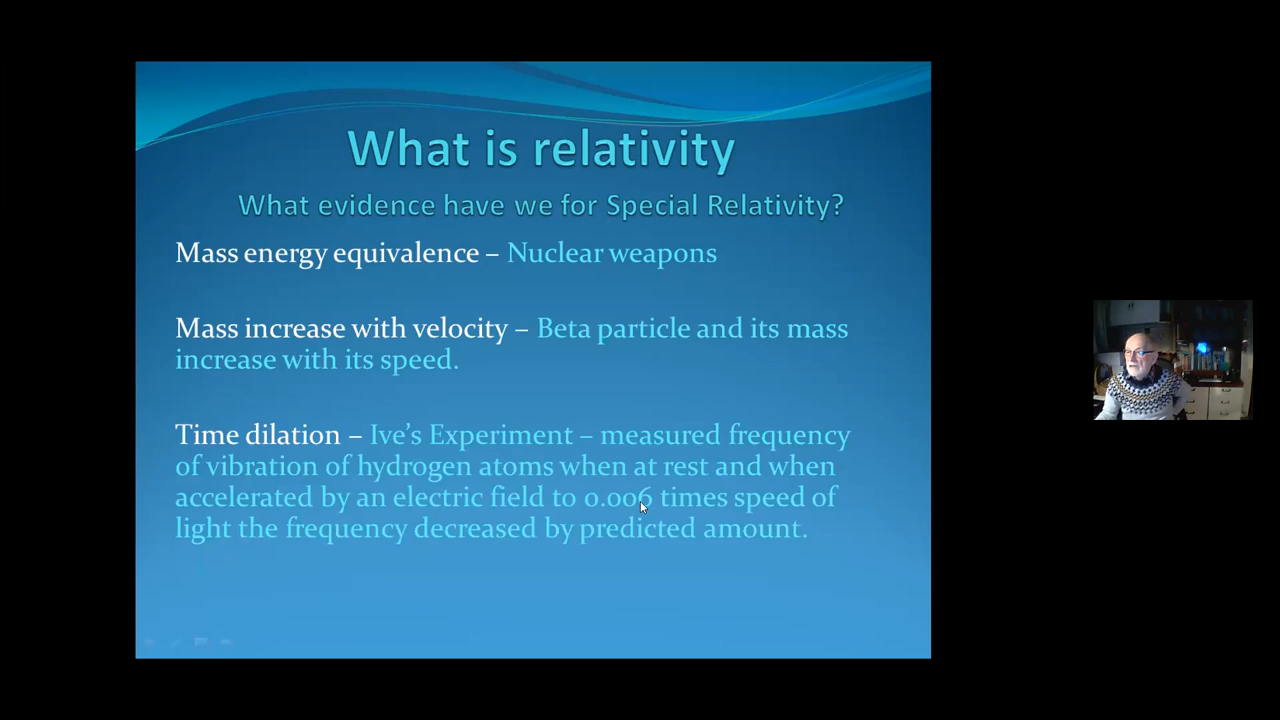 What is relativity
What evidence have we for Special Relativity?
Mass energy equivalence – Nuclear weapons
Mass increase with velocity – Beta particle and its mass
increase with its speed.
Time dilation – Ive's Experiment – measured frequency
of vibration of hydrogen atoms when at rest and when
accelerated by an electric field to 0.006 times speed of
light the frequency decreased by predicted amount.